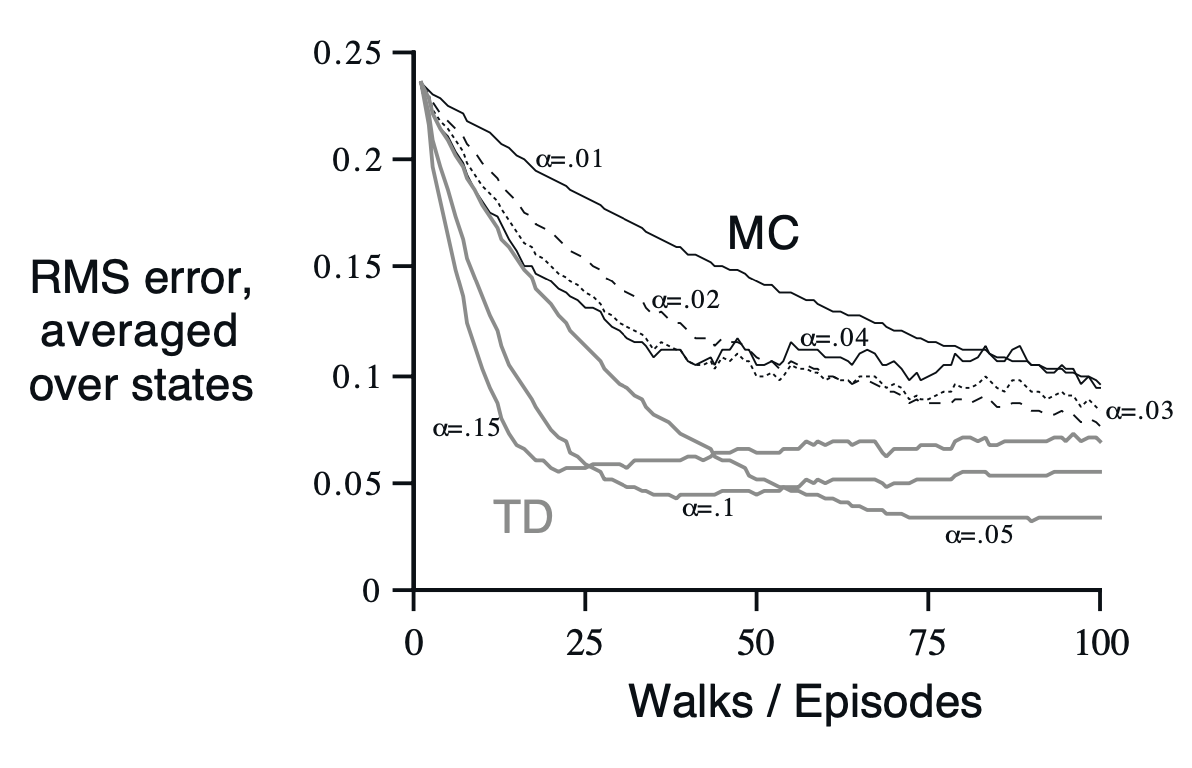 0.25
0.2
0.15
0.1
0.05
0
RMS error,
averaged
over states
α=.01
MC
α=.02
α=.04
α=.03
α=.15
TD
α=.1
α=.05
0 25 50 75 100
Walks / Episodes